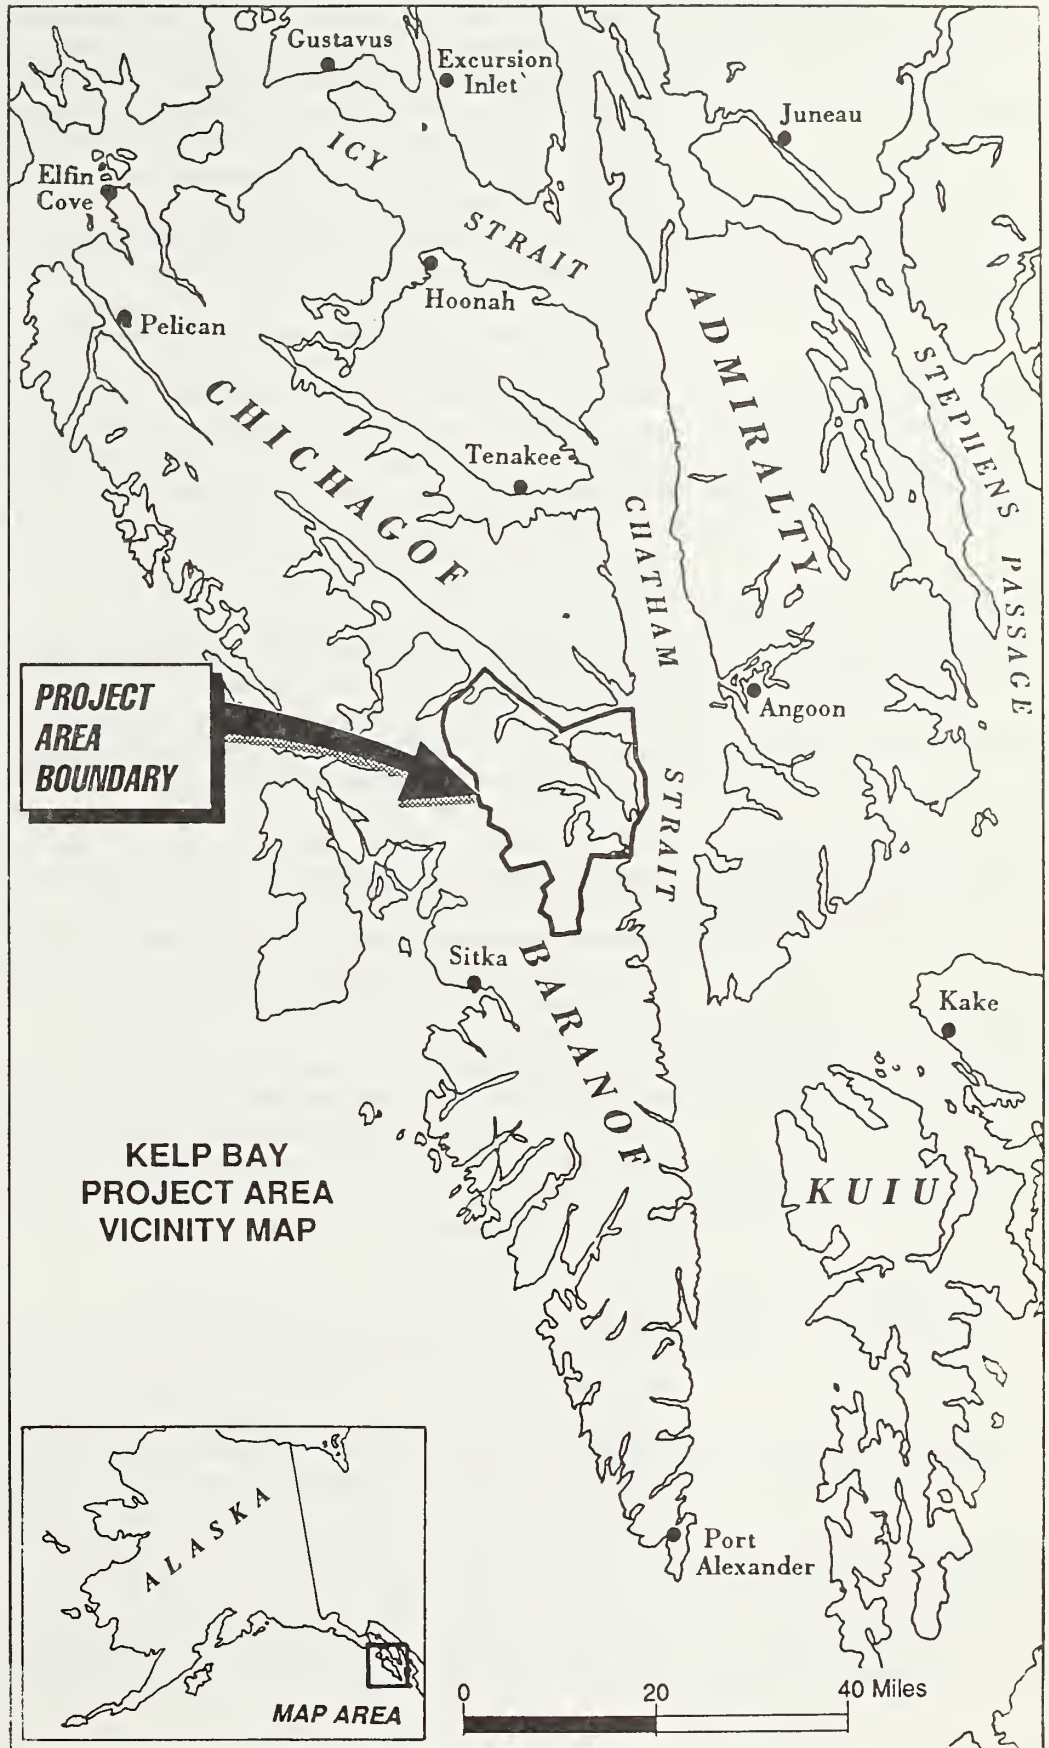 Gustavus
Excursion
Inlet
Juneau
ICY
STRAIT
Elfin
Cove
Hoonah
Pelican
ADMIRALTY
STEPHENS PASSAGE
CHICHAGOF
Tenakee
CHATHAM
STRAIT
PROJECT
AREA
BOUNDARY
Angoon
Sitka
BARANOF
Kake
KELP BAY
PROJECT AREA
VICINITY MAP
KUIU
Port
Alexander
ALASKA
MAP AREA
0 20 40 Miles